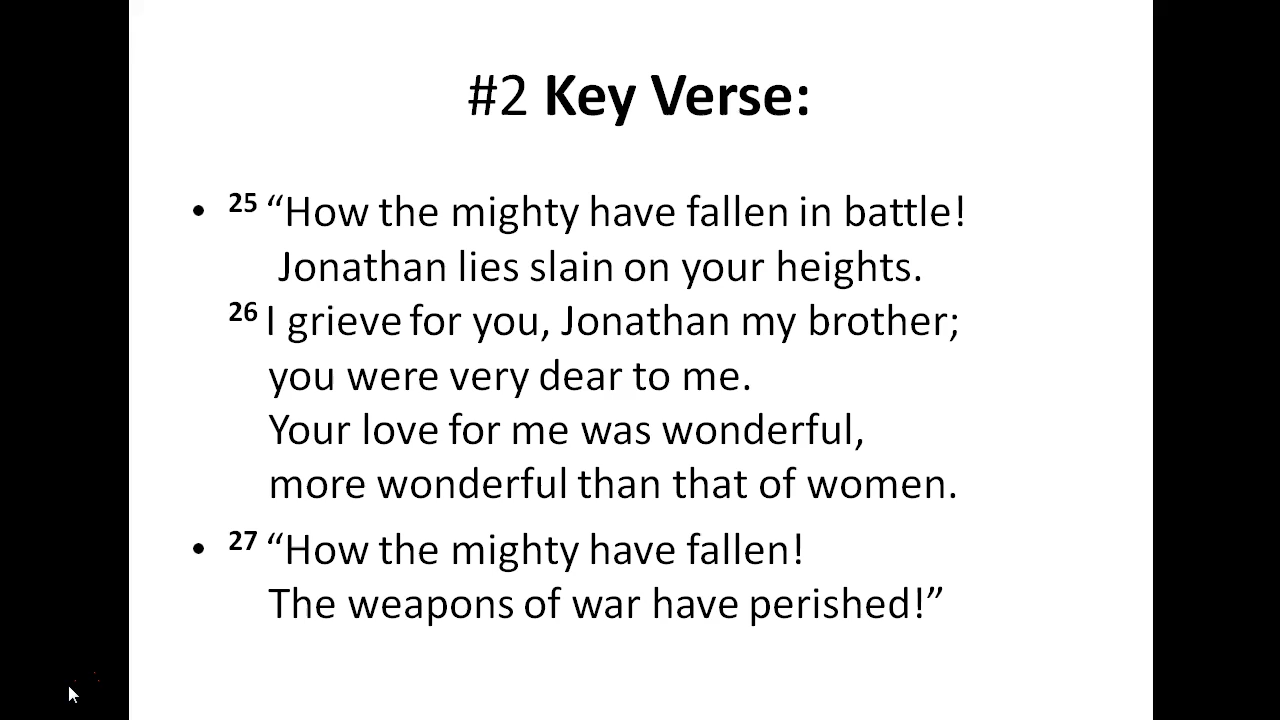 #2 Key Verse:
• 25 “How the mighty have fallen in battle!
Jonathan lies slain on your heights.
26 I grieve for you, Jonathan my brother;
you were very dear to me.
Your love for me was wonderful,
more wonderful than that of women.
• 27 “How the mighty have fallen!
The weapons of war have perished!”